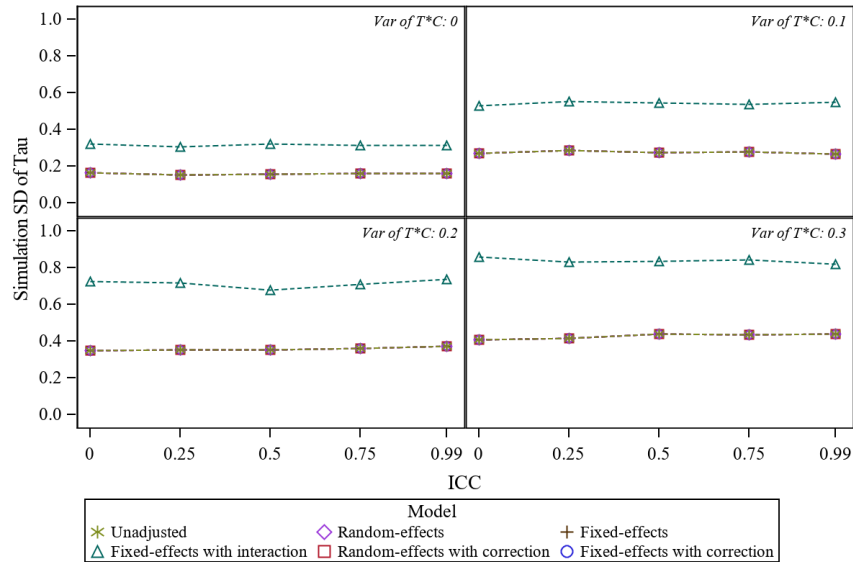 1.0
Var of T*C: 0
Var of T*C: 0.1
0.8
0.6
0.4
0.2
0.0
Simulation SD of Tau
1.0
Var of T*C: 0.2
Var of T*C: 0.3
0.8
0.6
0.4
0.2
0.0
0 0.25 0.5 0.75 0.99 0 0.25 0.5 0.75 0.99
ICC
Model
Unadjusted Random-effects Fixed-effects
Fixed-effects with interaction Random-effects with correction Fixed-effects with correction